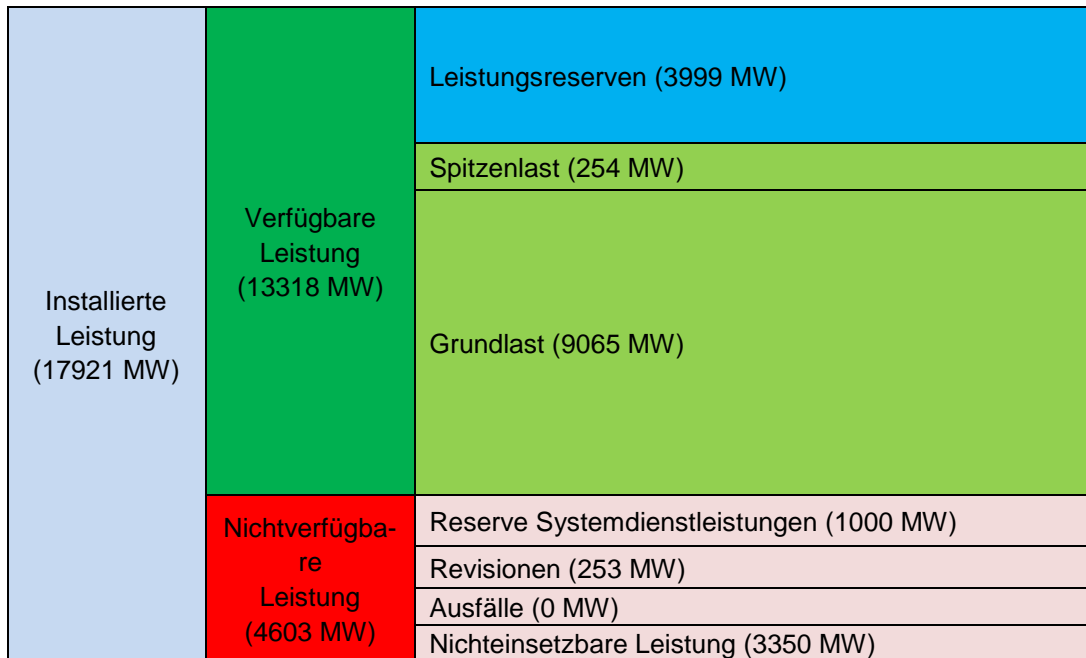 Installierte
Leistung
(17921 MW)
Verfügbare
Leistung
(13318 MW)
Leistungsreserven (3999 MW)
Spitzenlast (254 MW)
Grundlast (9065 MW)
Nichtverfügba-
re
Leistung
(4603 MW)
Reserve Systemdienstleistungen (1000 MW)
Revisionen (253 MW)
Ausfälle (0 MW)
Nichteinsetzbare Leistung (3350 MW)